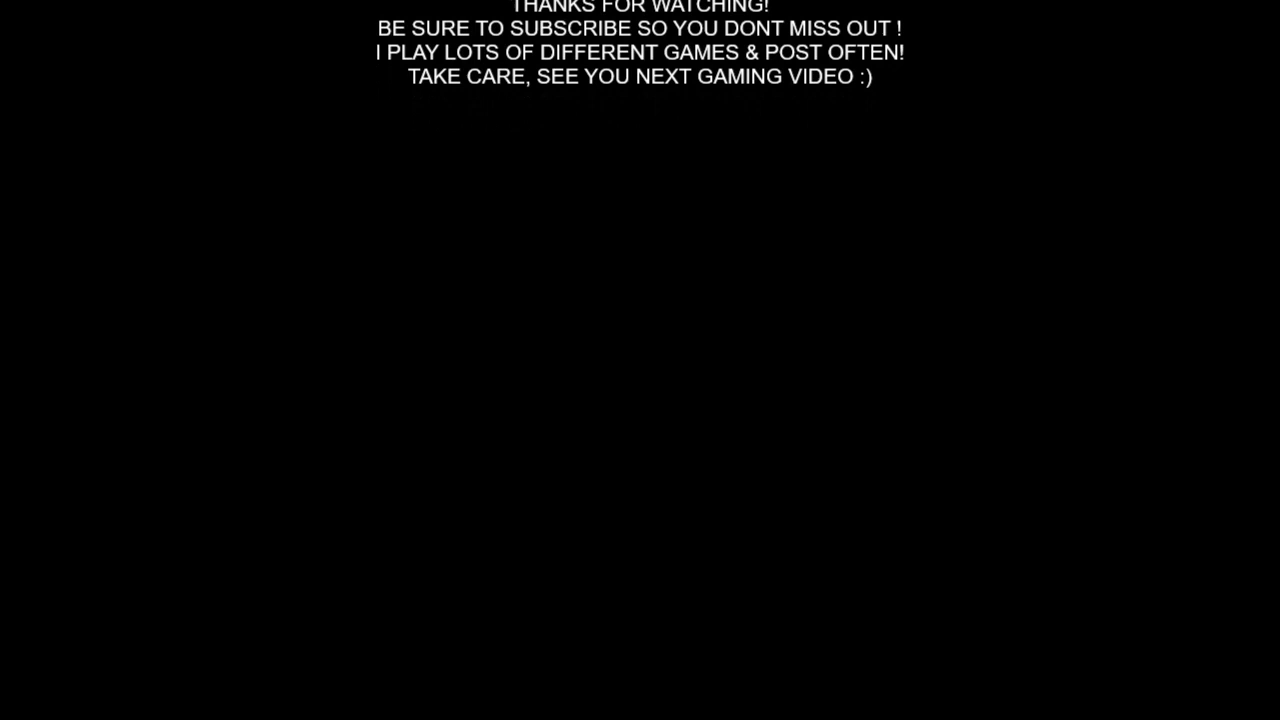 THANKS FOR WATCHING!
BE SURE TO SUBSCRIBE SO YOU DONT MISS OUT !
I PLAY LOTS OF DIFFERENT GAMES & POST OFTEN!
TAKE CARE, SEE YOU NEXT GAMING VIDEO :)